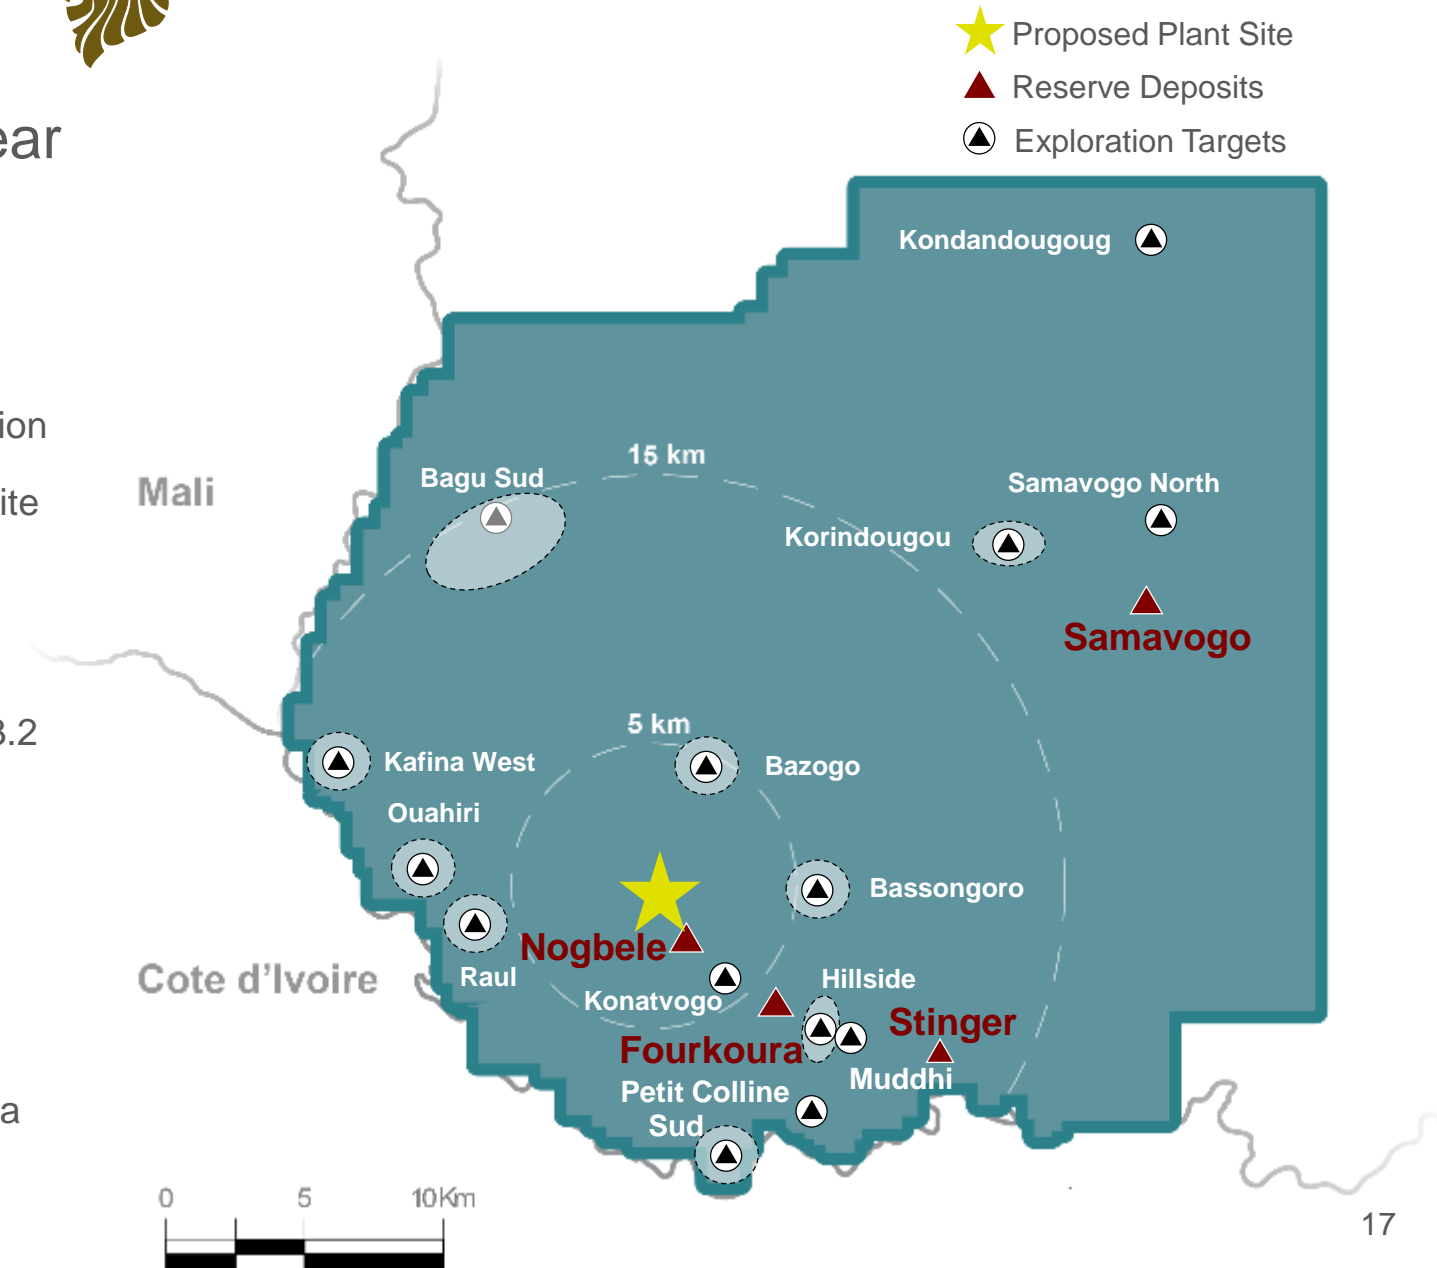 Proposed Plant Site
Reserve Deposits
Exploration Targets
ear
Kondandougoug
ion
15 km
Bagu Sud
Samavogo North
Mali
ite
Korindougou
Samavogo
5 km
3.2
Kafina West
Bazogo
Ouahiri
Bassongoro
Nogbele
Raul
Cote d'Ivoire
Hillside
Konatvogo
Stinger
Fourkoura
Muddhi
Petit Colline
Sud
a
0 5 10Km
17